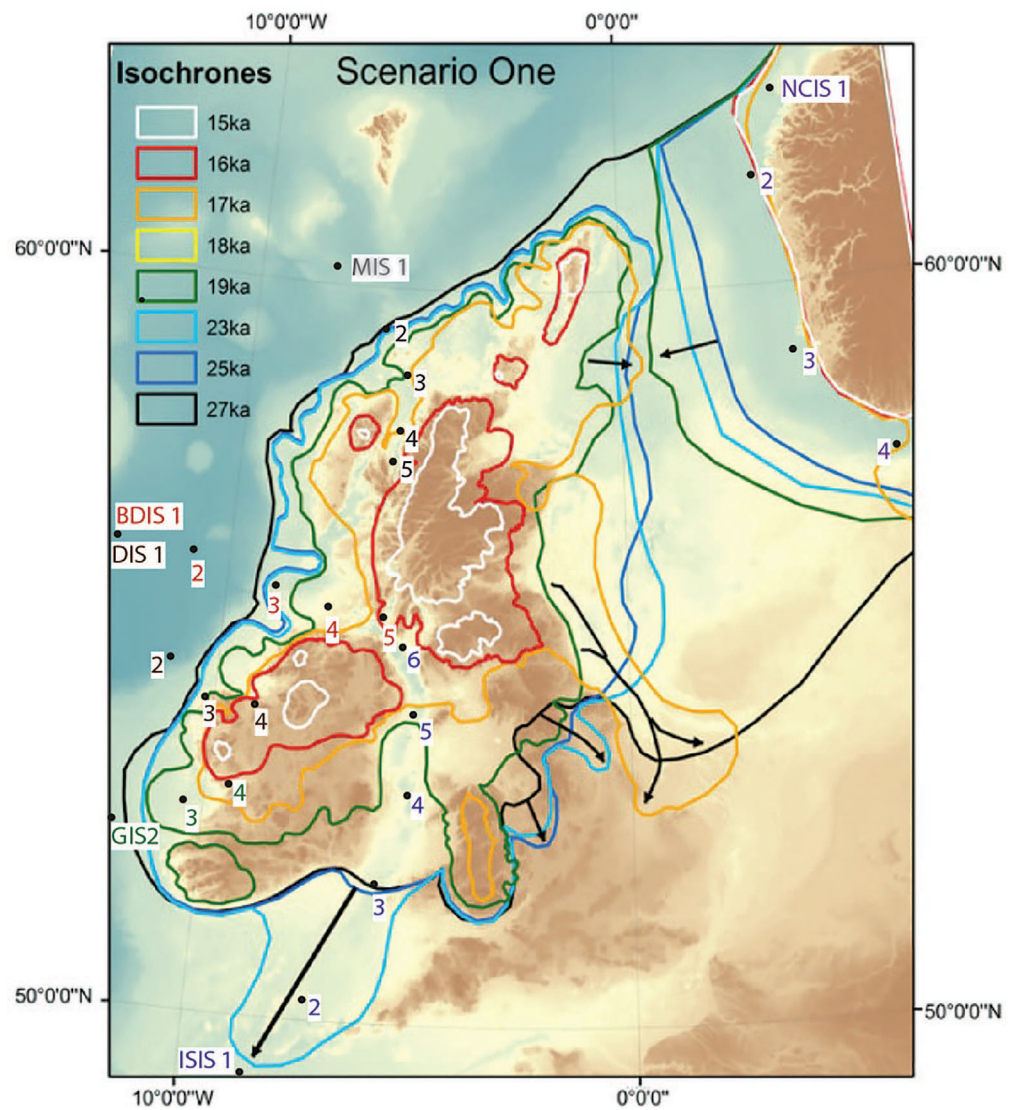 10°0'0"W
0°0'0"
Isochrones
Scenario One
15ka
16ka
17ka
18ka
19ka
23ka
25ka
27ka
NCIS 1
2
60°0'0"N
60°0'0"N
MIS 1
2
3
3
4
4
5
BDIS 1
DIS 1
2
3
4
5
6
2
3
4
5
4
3
4
GIS2
3
2
50°0'0"N
50°0'0"N
ISIS 1
10°0'0"W
0°0'0"